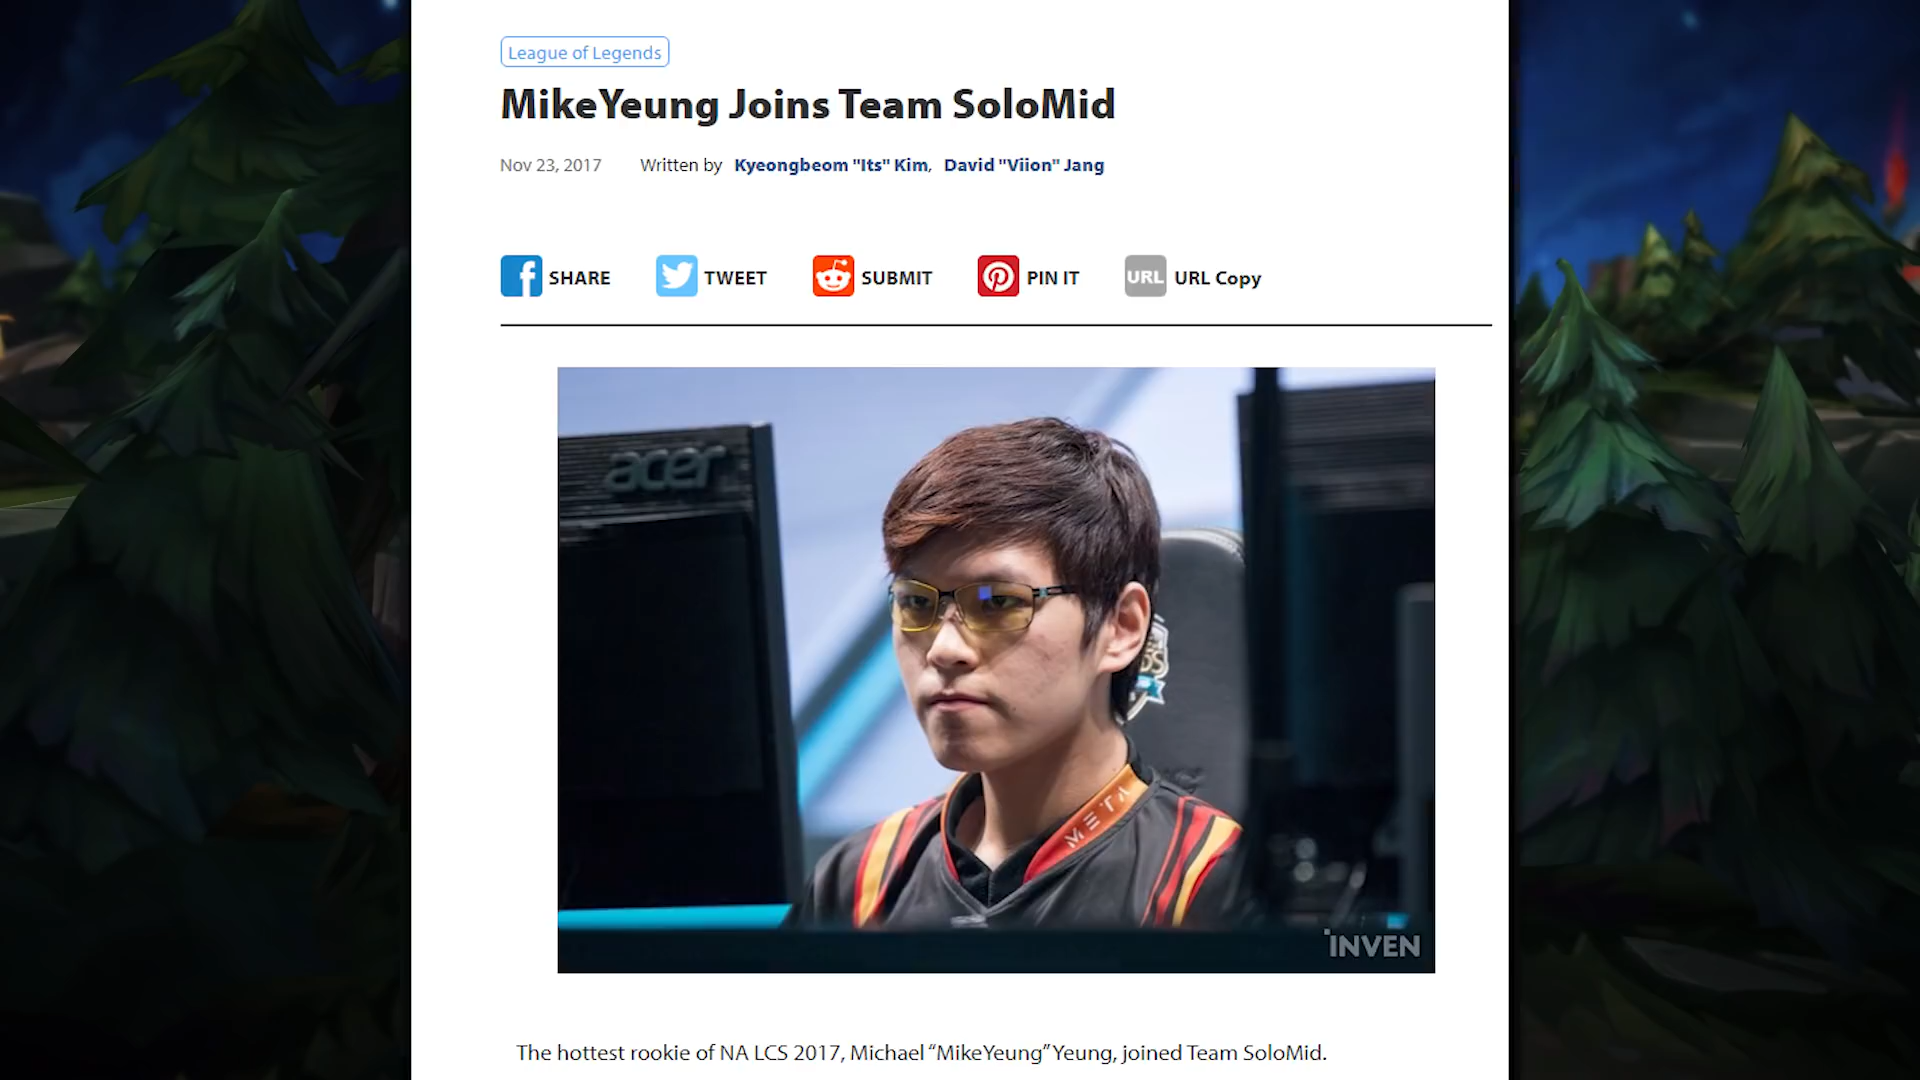 League of Legends
MikeYeung Joins Team SoloMid
Nov 23, 2017 Written by Kyeongbeom "Its" Kim, David "Viion" Jang
SHARE TWEET SUBMIT PIN IT URL URL Copy
acer
META
INVEN
The hottest rookie of NA LCS 2017, Michael “MikeYeung” Yeung, joined Team SoloMid.